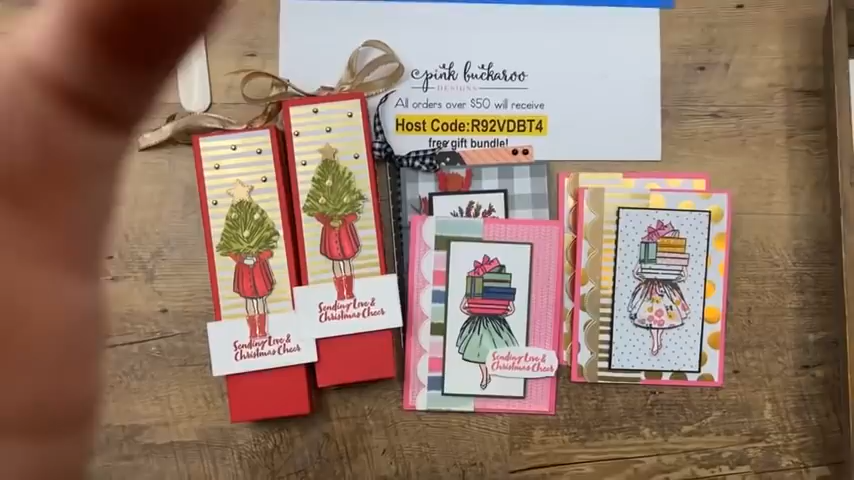 pink buckaroo
DESIGNS
All orders over $50 will receive
Host Code:R92VDBT4
free gift bundle!
Sending Love &
Christmas Cheer
Sending Love &
Christmas Cheer
Sending Love &
Christmas Cheer